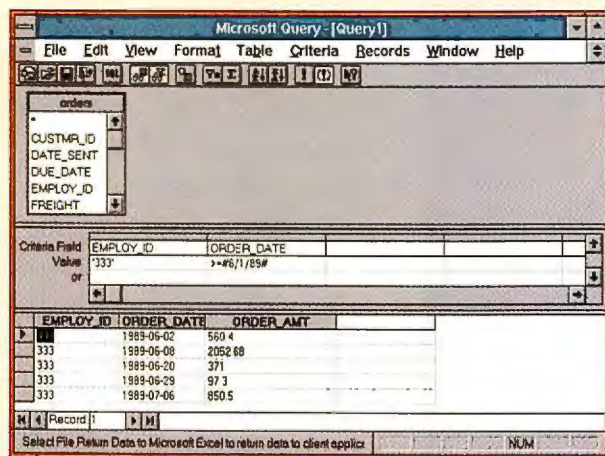 Microsoft Query - [Query1]
File Edit View Format Table Criteria Records Window Help
SQL
orders
*
CUSTMR_ID
DATE_SENT
DUE_DATE
EMPLOY_ID
FREIGHT
Criteria Field EMPLOY_ID ORDER_DATE
Value '333' >=#6/1/89#
or
EMPLOY_ID ORDER_DATE ORDER_AMT
333 1989-06-02 560.4
333 1989-06-08 2052.68
333 1989-06-20 371
333 1989-06-29 97.3
333 1989-07-06 850.5
Record 1
Select File Return Data to Microsoft Excel to return data to client applic NUM